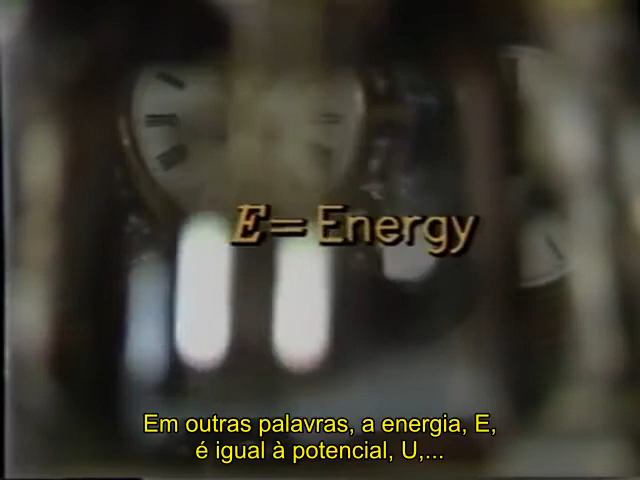 E=Energy
Em outras palavras, a energia, E,
é igual à potencial, U,...